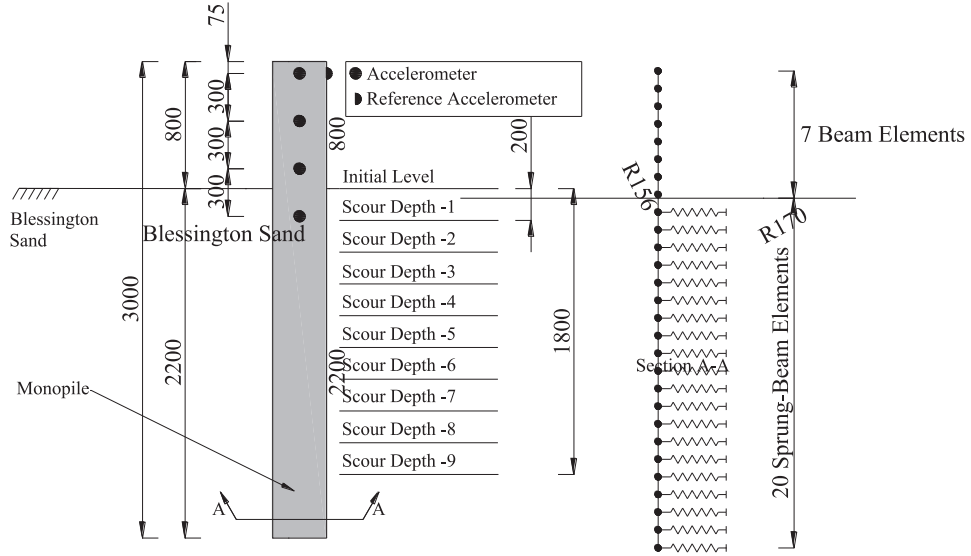 75
300
300
300
800
3000
2200
Blessington
Sand
Blessington Sand
Monopile
A
A
800
2200
Accelerometer
Reference Accelerometer
200
Initial Level
Scour Depth -1
Scour Depth -2
Scour Depth -3
Scour Depth -4
Scour Depth -5
Scour Depth -6
Scour Depth -7
Scour Depth -8
Scour Depth -9
1800
R156
R170
Section A-A
7 Beam Elements
20 Sprung-Beam Elements